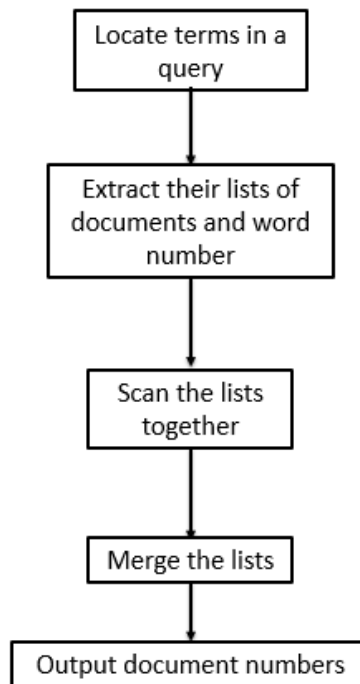 Locate terms in a
query
Extract their lists of
documents and word
number
Scan the lists
together
Merge the lists
Output document numbers